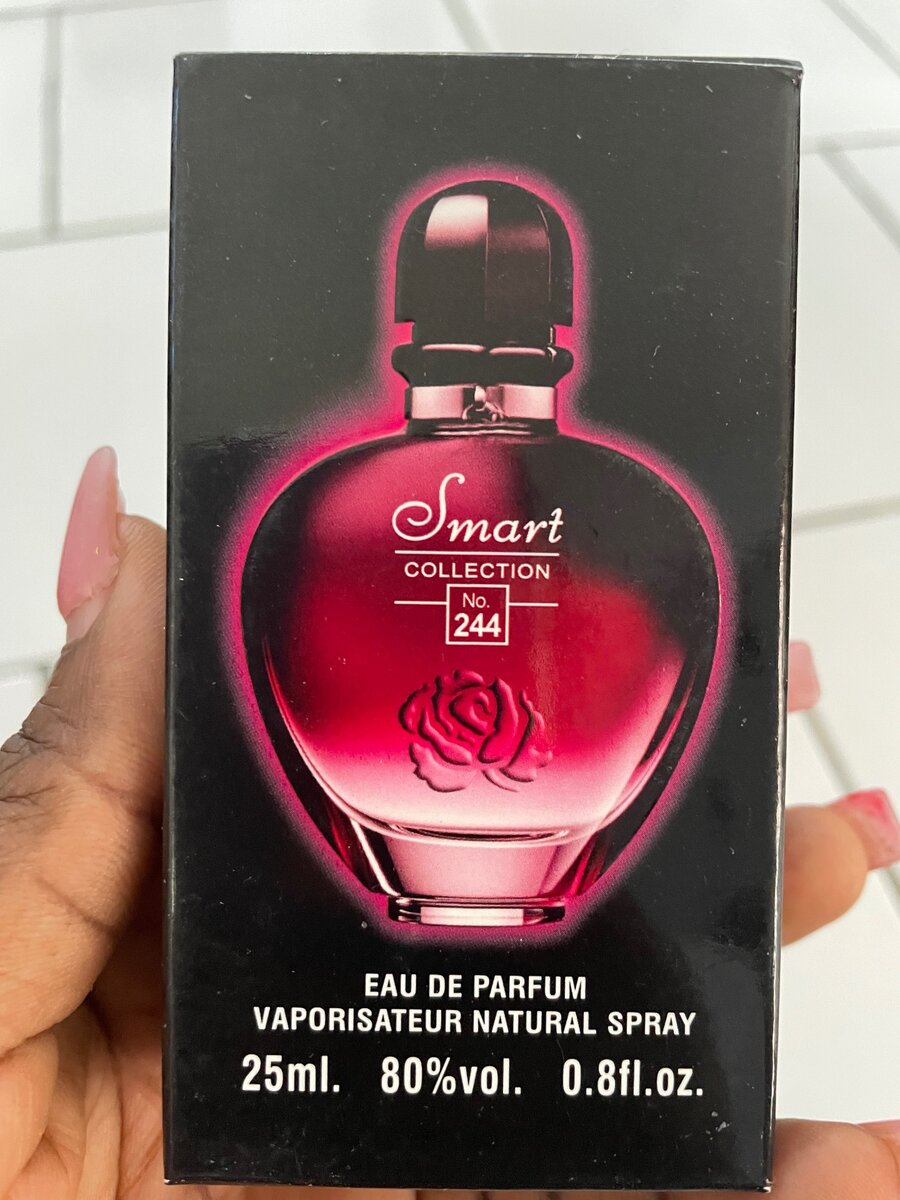 Smart
COLLECTION
No.
244
EAU DE PARFUM
VAPORISATEUR NATURAL SPRAY
25ml. 80%vol. 0.8fl.oz.